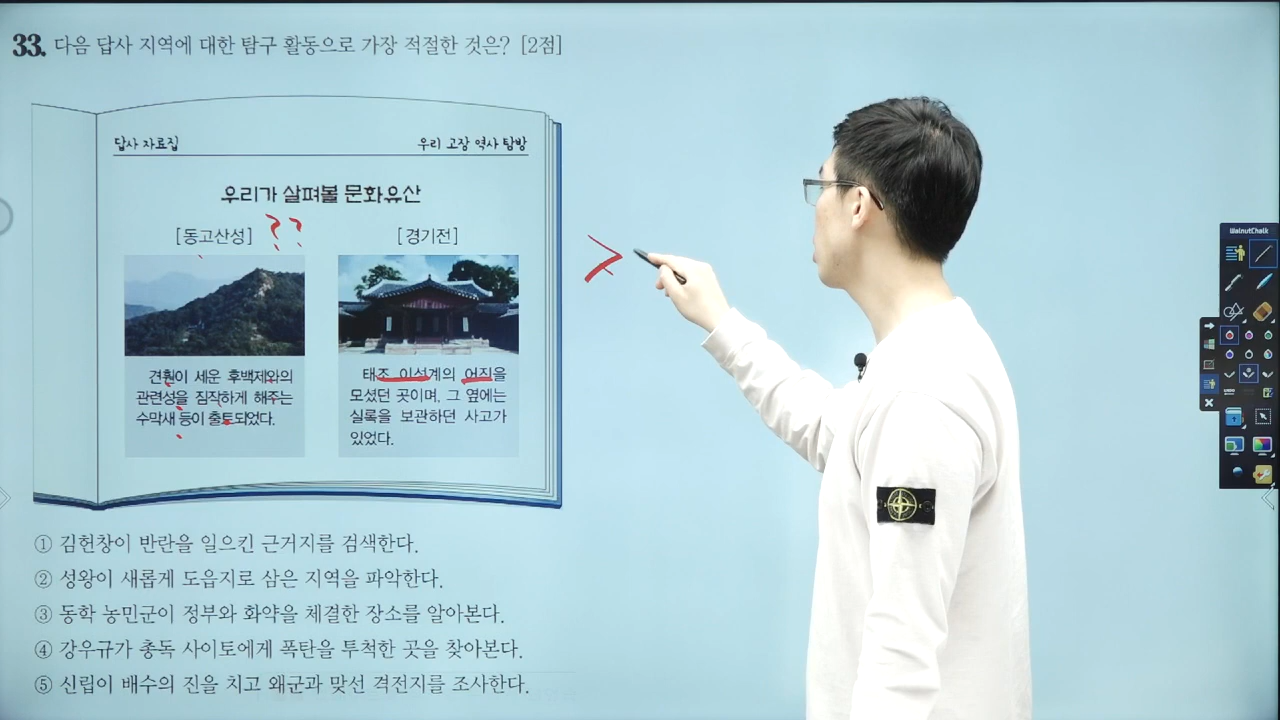 33. 다음 답사 지역에 대한 탐구 활동으로 가장 적절한 것은? [2점]
답사 자료집
우리 고장 역사 탐방
우리가 살펴볼 문화유산
??
[동고산성]
[경기전]
견훤이 세운 후백제와의
관련성을 짐작하게 해주는
수막새 등이 출토되었다.
태조 이성계의 어진을
모셨던 곳이며, 그 옆에는
실록을 보관하던 사고가
있었다.
① 김헌창이 반란을 일으킨 근거지를 검색한다.
② 성왕이 새롭게 도읍지로 삼은 지역을 파악한다.
③ 동학 농민군이 정부와 화약을 체결한 장소를 알아본다.
④ 강우규가 총독 사이토에게 폭탄을 투척한 곳을 찾아본다.
⑤ 신립이 배수의 진을 치고 왜군과 맞선 격전지를 조사한다.
WalnutChalk